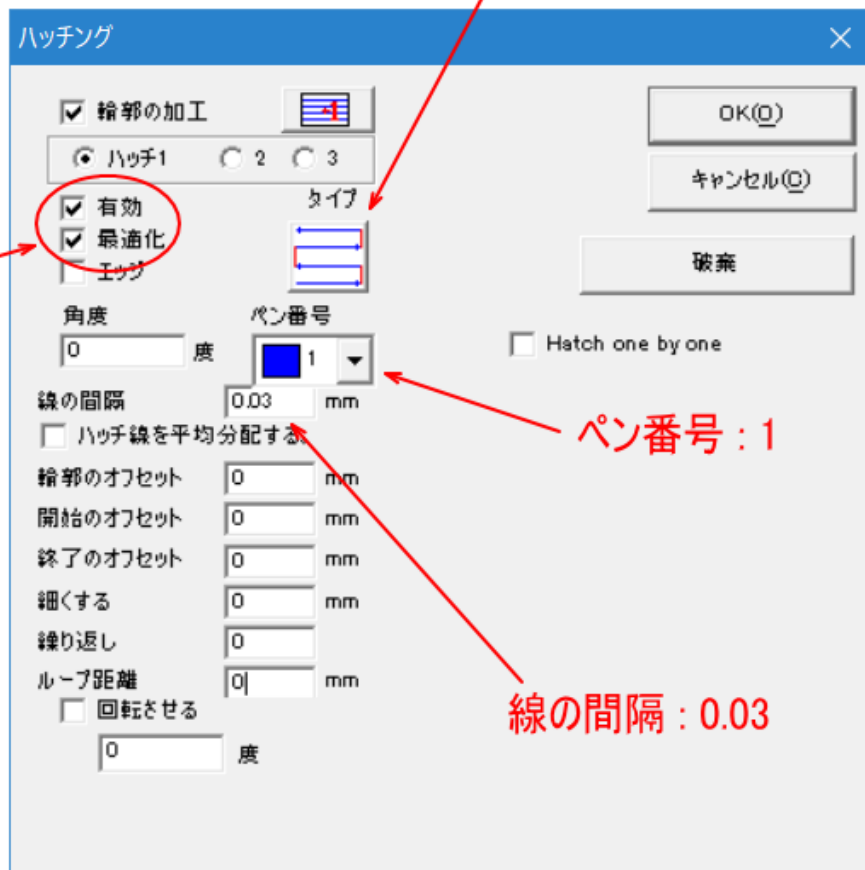 ハッチング
輪郭の加工
OK(O)
ハッチ1 2 3
キャンセル(C)
有効
タイプ
最適化
エッジ
破棄
角度 ペン番号
0 度 1
Hatch one by one
線の間隔 0.03 mm
ハッチ線を平均分配する。
ペン番号 : 1
輪郭のオフセット 0 mm
開始のオフセット 0 mm
終了のオフセット 0 mm
細くする 0 mm
繰り返し 0
ループ距離 0 mm
回転させる
線の間隔 : 0.03
0 度